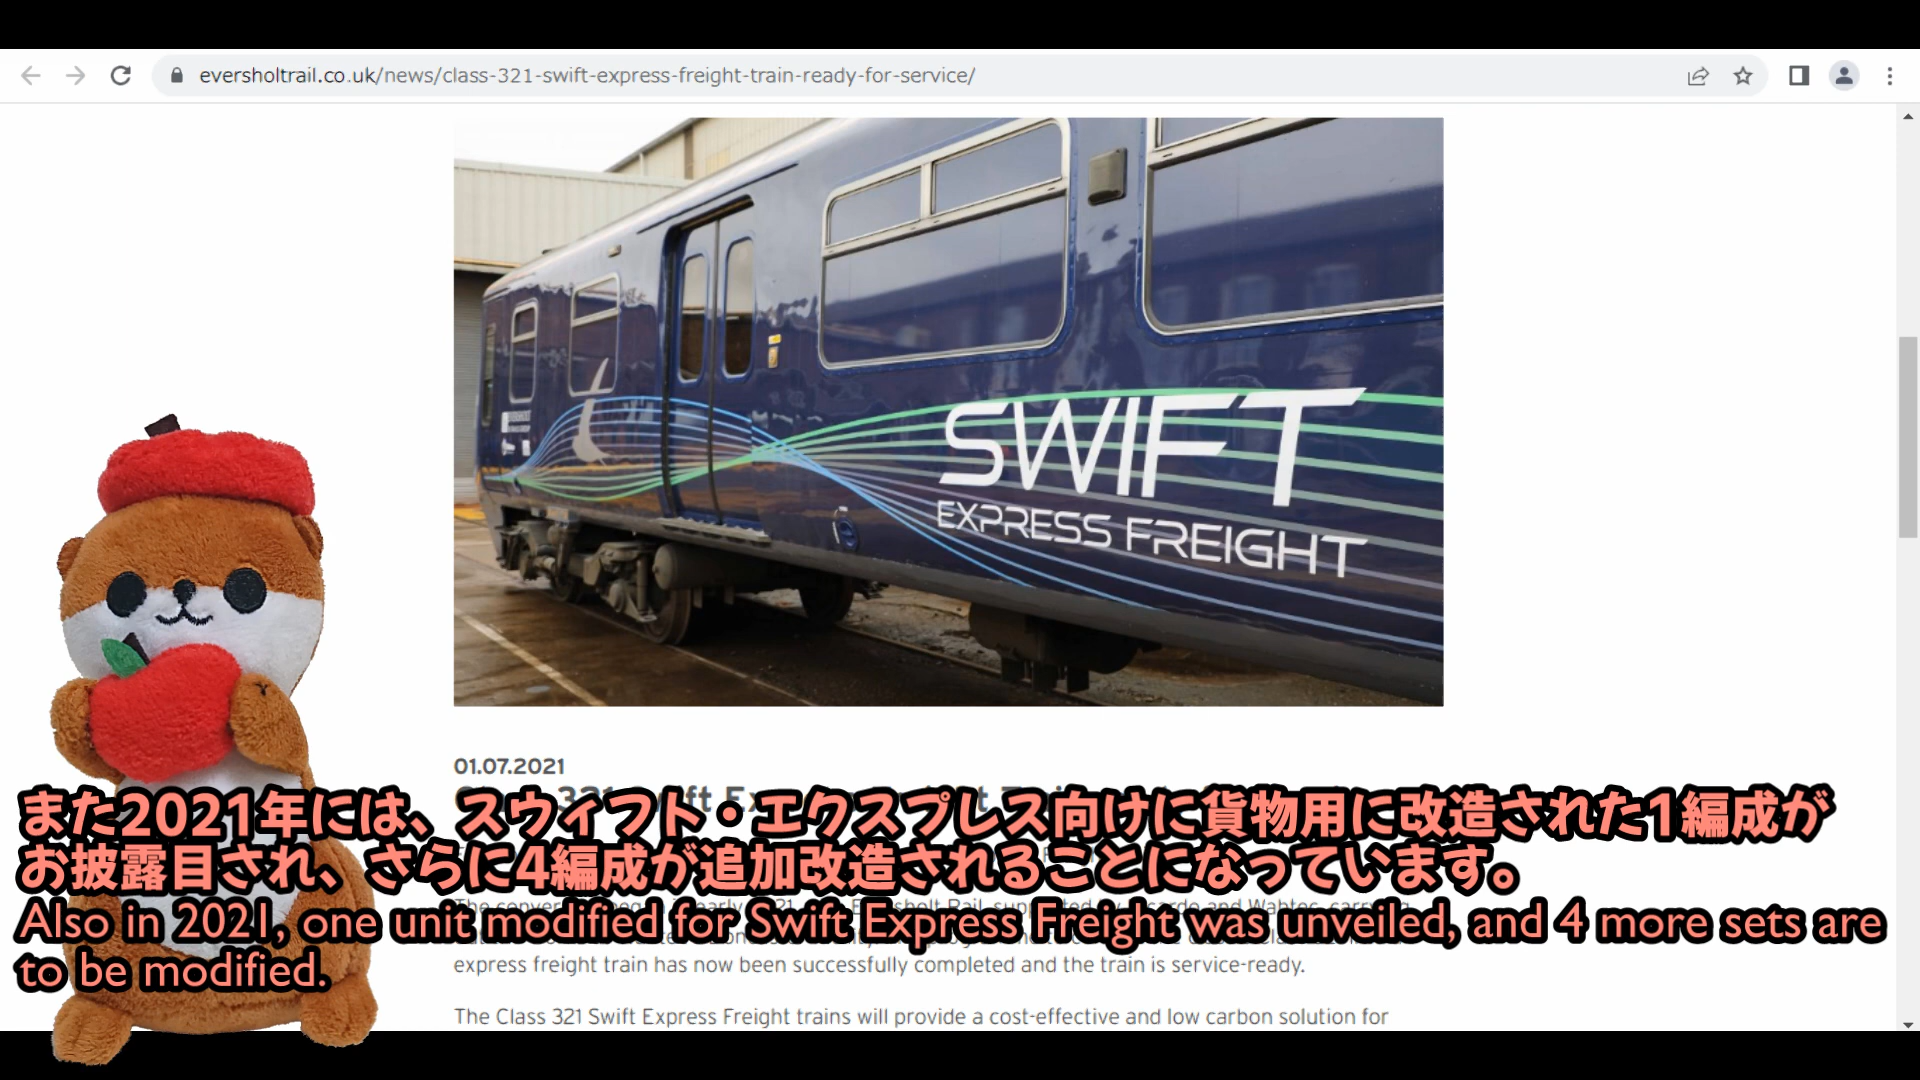 eversholtrail.co.uk/news/class-321-swift-express-freight-train-ready-for-service/
SWIFT
EXPRESS FREIGHT
01.07.2021
また2021年には、スウィフト・エクスプレス向けに貨物用に改造された1編成が
お披露目され、さらに4編成が追加改造されることになっています。
Also in 2021, one unit modified for Swift Express Freight was unveiled, and 4 more sets are
to be modified.
express freight train has now been successfully completed and the train is service-ready.
The Class 321 Swift Express Freight trains will provide a cost-effective and low carbon solution for